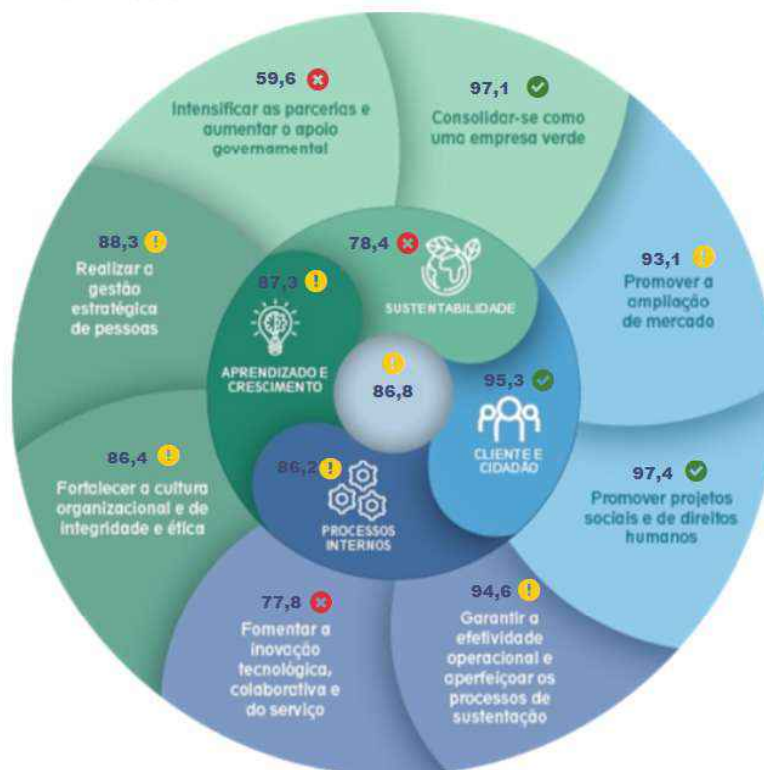 59,6
Intensificar as parcerias e
aumentar o apoio
governamental
97,1
Consolidar-se como
uma empresa verde
88,3
Realizar a
gestão
estratégica
de pessoas
78,4
SUSTENTABILIDADE
93,1
Promover a
ampliação
de mercado
87,3
APRENDIZADO E
CRESCIMENTO
86,8
95,3
CLIENTE E
CIDADÃO
86,4
Fortalecer a cultura
organizacional e de
integridade e ética
86,2
PROCESSOS
INTERNOS
97,4
Promover projetos
sociais e de direitos
humanos
77,8
Fomentar a
inovação
tecnológica,
colaborativa e
do serviço
94,6
Garantir a
efetividade
operacional e
aperfeiçoar os
processos de
sustentação